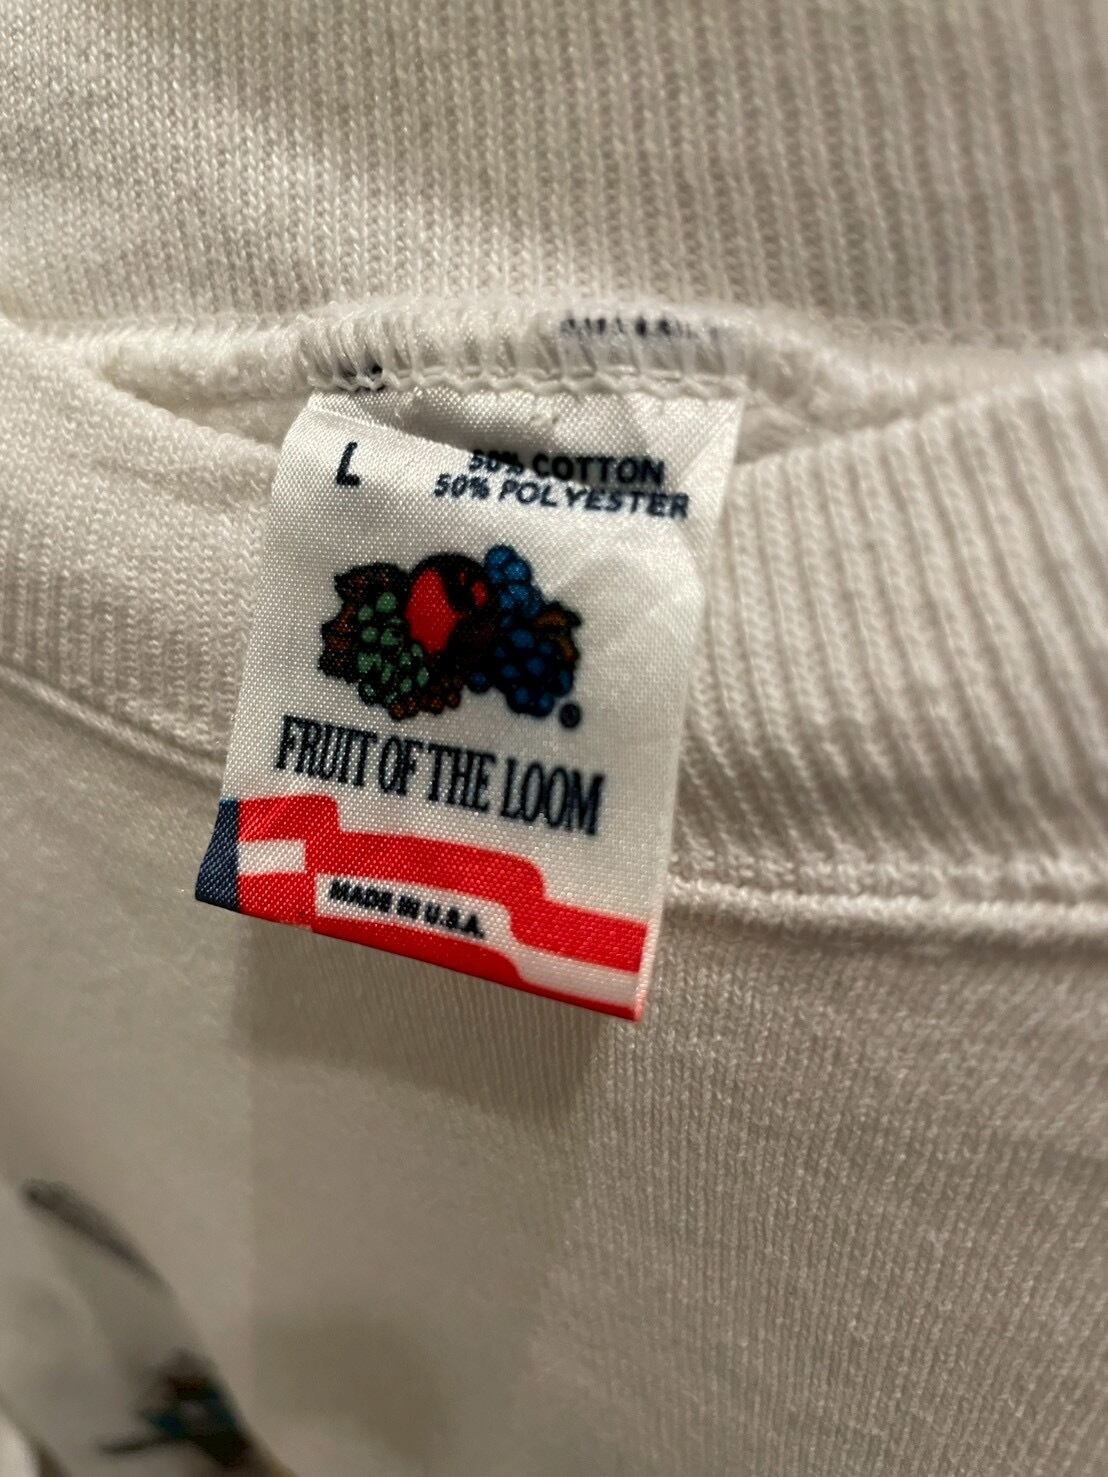 L
50% COTTON
50% POLYESTER
®
FRUIT OF THE LOOM
MADE IN U.S.A.